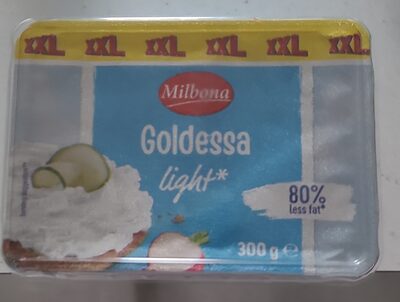 XXL XXL XXL XXL XXL XXL
Milbona
Goldessa
light*
80%
less fat*
300 g e